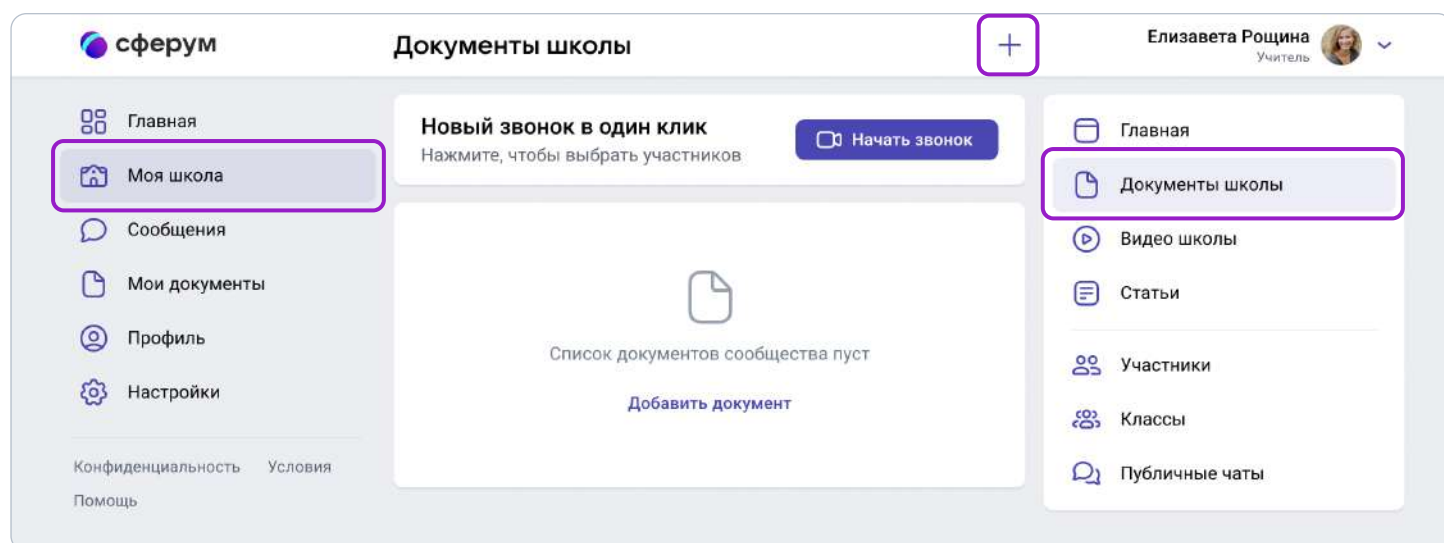 сферум
Документы школы
Елизавета Рощина
Учитель
Главная
Моя школа
Сообщения
Мои документы
Профиль
Настройки
Конфиденциальность Условия
Помощь
Новый звонок в один клик
Нажмите, чтобы выбрать участников
Начать звонок
Список документов сообщества пуст
Добавить документ
Главная
Документы школы
Видео школы
Статьи
Участники
Классы
Публичные чаты